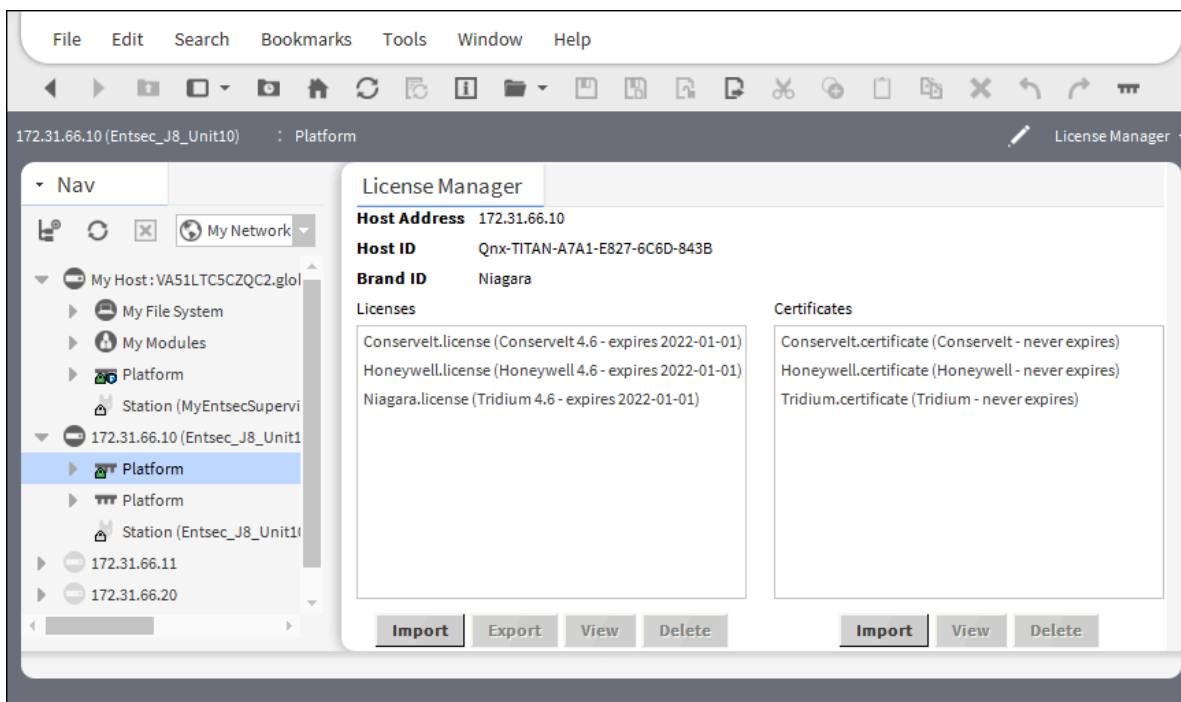 File Edit Search Bookmarks Tools Window Help
172.31.66.10 (Entsec_J8_Unit10) : Platform
License Manager
Nav
My Network
My Host : VA51LTC5CZQC2.glol
My File System
My Modules
Platform
Station (MyEntsecSupervi
172.31.66.10 (Entsec_J8_Unit1
Platform
Platform
Station (Entsec_J8_Unit1
172.31.66.11
172.31.66.20
License Manager
Host Address 172.31.66.10
Host ID Qnx-TITAN-A7A1-E827-6C6D-843B
Brand ID Niagara
Licenses
ConserveIt.license (ConserveIt 4.6 - expires 2022-01-01)
Honeywell.license (Honeywell 4.6 - expires 2022-01-01)
Niagara.license (Tridium 4.6 - expires 2022-01-01)
Import Export View Delete
Certificates
ConserveIt.certificate (ConserveIt - never expires)
Honeywell.certificate (Honeywell - never expires)
Tridium.certificate (Tridium - never expires)
Import View Delete